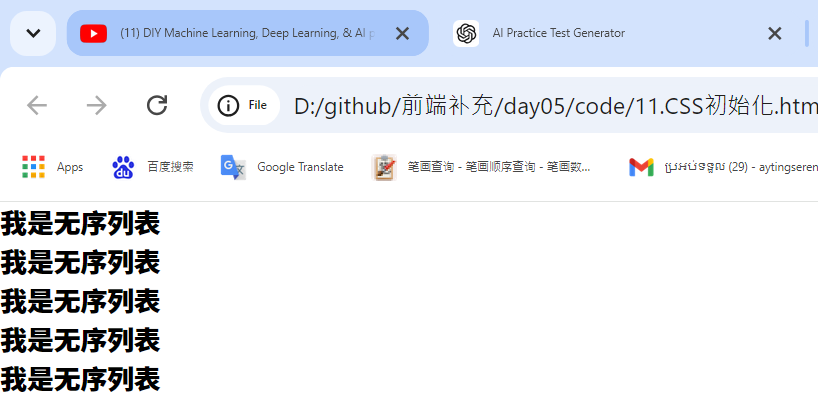 (11) DIY Machine Learning, Deep Learning, & AI p
AI Practice Test Generator
File
D:/github/前端补充/day05/code/11.CSS初始化.htm
Apps
du
百度搜索
Google Translate
笔画查询 - 笔画顺序查询 - 笔画数...
ប្រអប់ទទួល (29) - aytingseren
我是无序列表
我是无序列表
我是无序列表
我是无序列表
我是无序列表